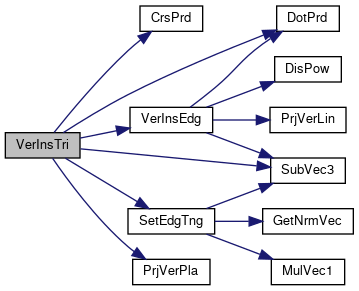 CrsPrd
DotPrd
DisPow
VerInsEdg
PrjVerLin
VerInsTri
SubVec3
SetEdgTng
GetNrmVec
PrjVerPla
MulVec1